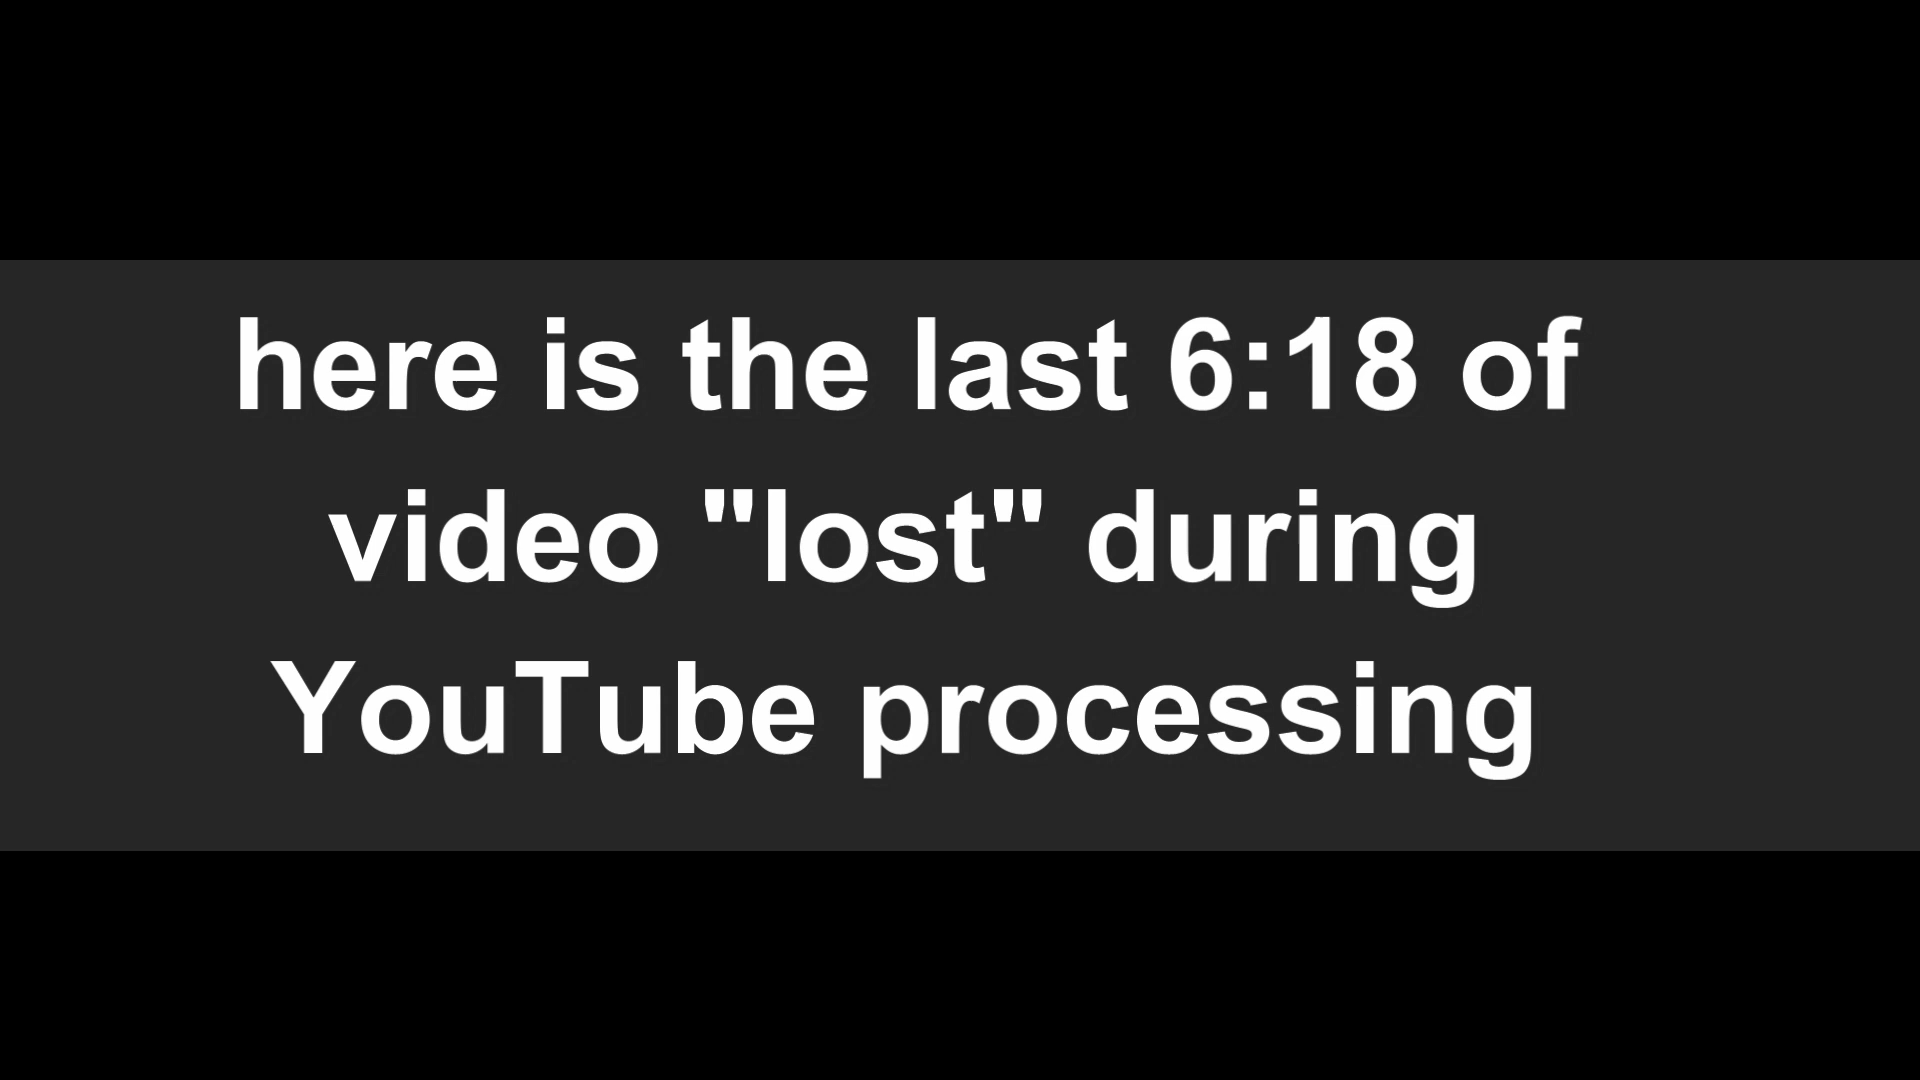 here is the last 6:18 of
video "lost" during
YouTube processing